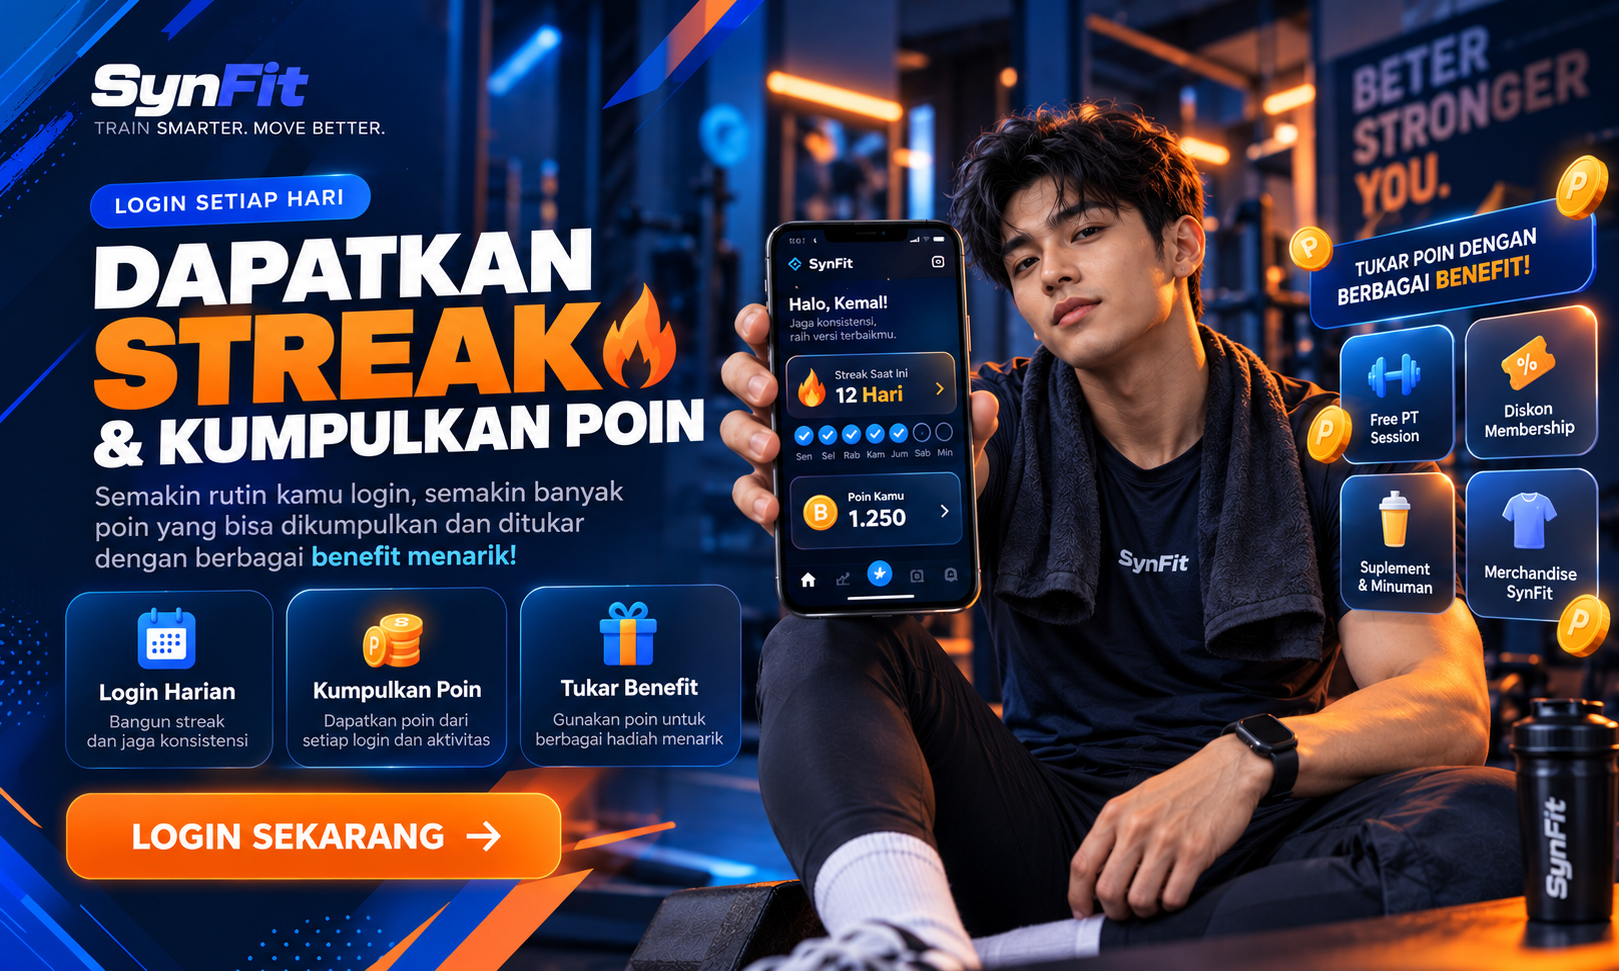 SynFit
TRAIN SMARTER. MOVE BETTER.
LOGIN SETIAP HARI
DAPATKAN
STREAK
& KUMPULKAN POIN
Semakin rutin kamu login, semakin banyak
poin yang bisa dikumpulkan dan ditukar
dengan berbagai benefit menarik!
Login Harian
Bangun streak
dan jaga konsistensi
P S
Kumpulkan Poin
Dapatkan poin dari
setiap login dan aktivitas
Tukar Benefit
Gunakan poin untuk
berbagai hadiah menarik
LOGIN SEKARANG →
SynFit
Halo, Kemal!
Jaga konsistensi,
raih versi terbaikmu.
Streak Saat Ini
12 Hari
Sen Sel Rab Kam Jum Sab Min
B
Poin Kamu
1.250
SynFit
BETER
STRONGER
YOU.
P
P
TUKAR POIN DENGAN
BERBAGAI BENEFIT!
Free PT
Session
%
Diskon
Membership
P
Suplement
& Minuman
Merchandise
SynFit
P
SynFit